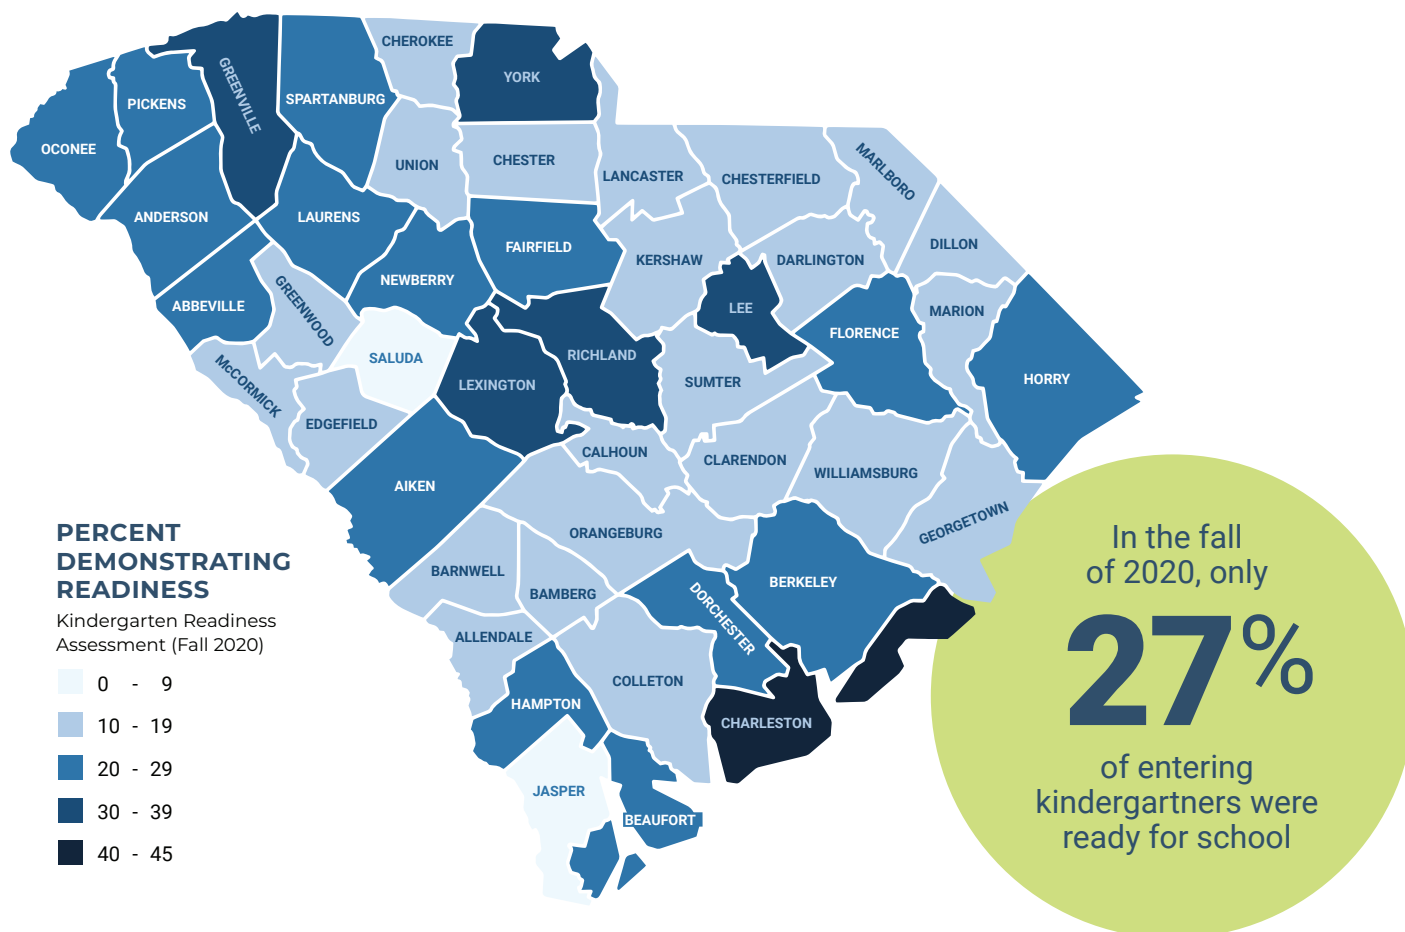 CHEROKEE
YORK
GREENVILLE
SPARTANBURG
PICKENS
OCONEE
UNION
CHESTER
LANCASTER
CHESTERFIELD
MARLBORO
ANDERSON
LAURENS
FAIRFIELD
KERSHAW
DARLINGTON
DILLON
NEWBERRY
ABBEVILLE
GREENWOOD
LEE
MARION
FLORENCE
SALUDA
RICHLAND
LEXINGTON
SUMTER
HORRY
McCORMICK
EDGEFIELD
CALHOUN
CLARENDON
WILLIAMSBURG
AIKEN
GEORGETOWN
ORANGEBURG
BARNWELL
BAMBERG
BERKELEY
DORCHESTER
ALLENDALE
COLLETON
HAMPTON
CHARLESTON
JASPER
BEAUFORT
PERCENT
DEMONSTRATING
READINESS
Kindergarten Readiness
Assessment (Fall 2020)
0 - 9
10 - 19
20 - 29
30 - 39
40 - 45
In the fall
of 2020, only
27%
of entering
kindergartners were
ready for school